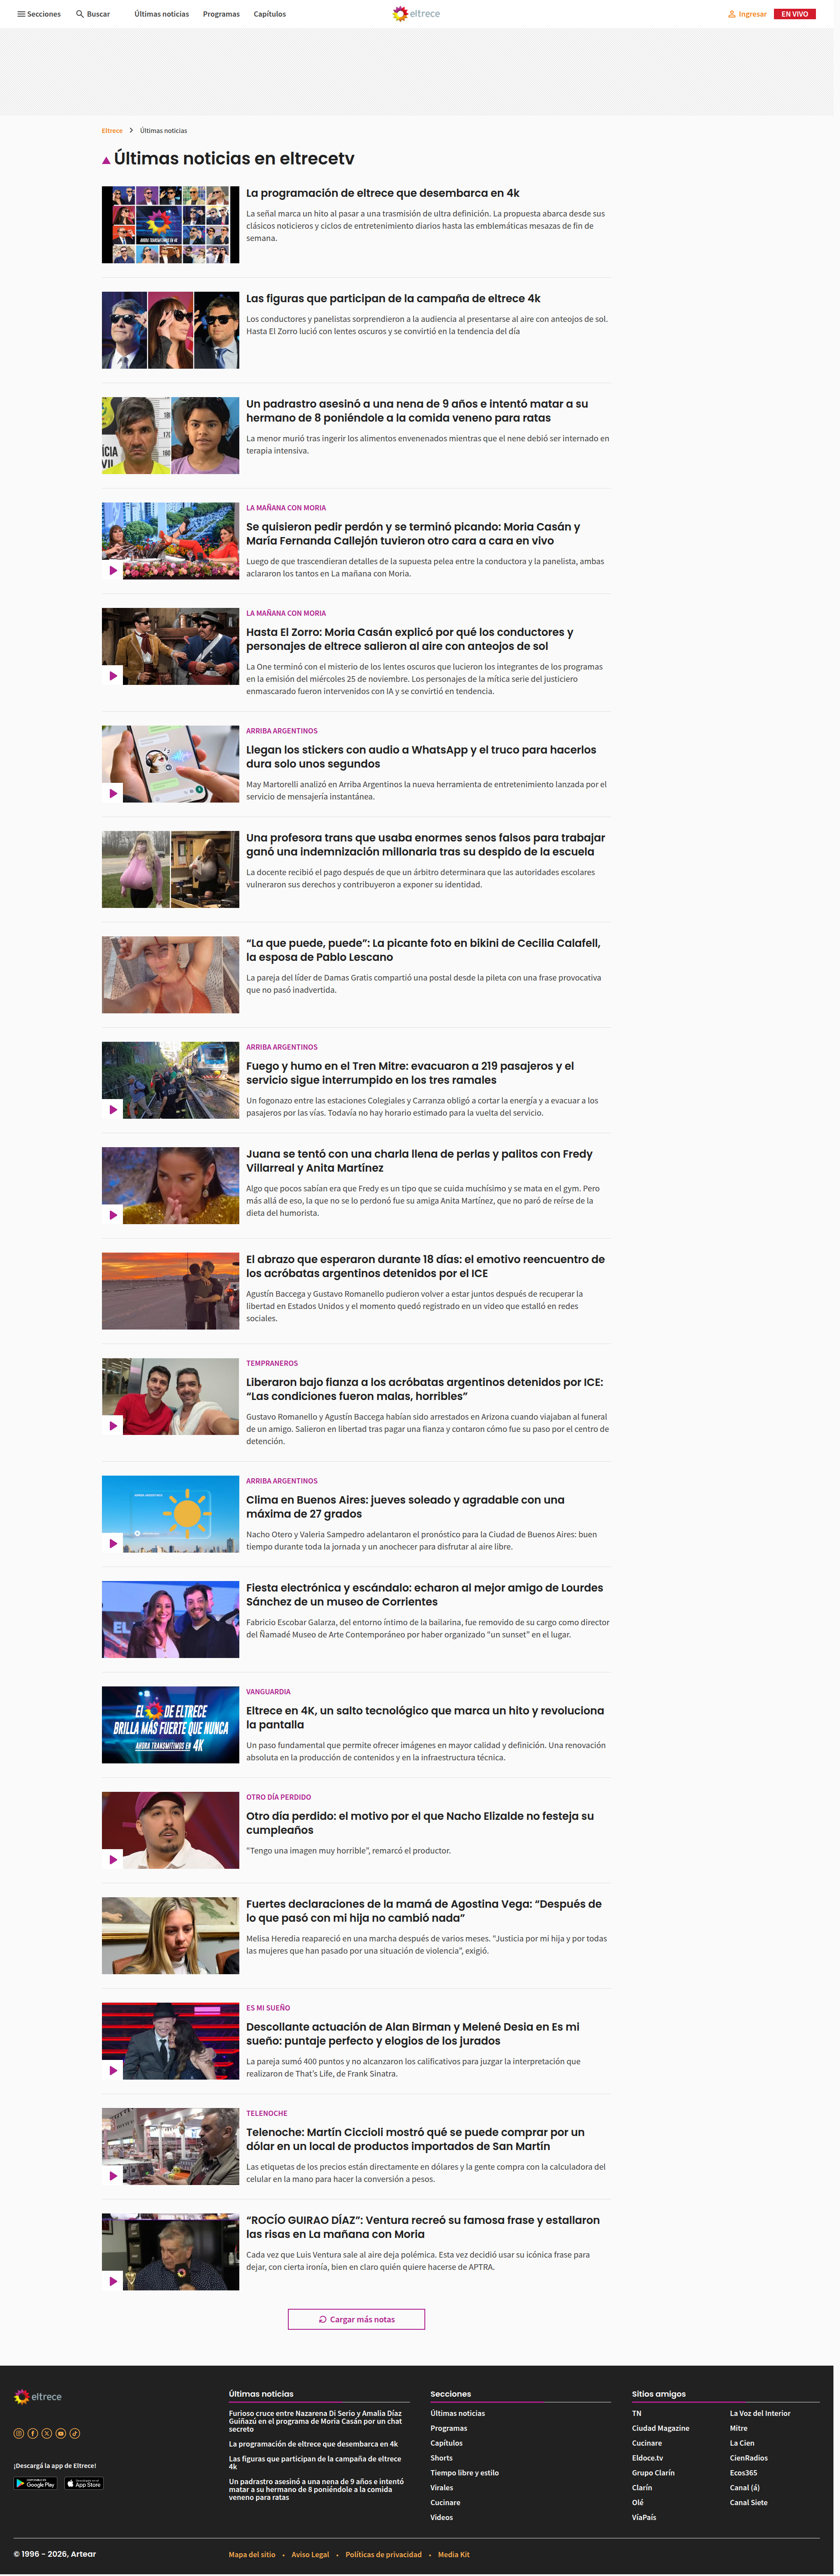 Secciones
Buscar
Últimas noticias
Programas
Capítulos
eltrece
Ingresar
EN VIVO
Eltrece
Últimas noticias
Últimas noticias en eltrecetv
La programación de eltrece que desembarca en 4k
La señal marca un hito al pasar a una trasmisión de ultra definición. La propuesta abarca desde sus
clásicos noticieros y ciclos de entretenimiento diarios hasta las emblemáticas mesazas de fin de
semana.
Las figuras que participan de la campaña de eltrece 4k
Los conductores y panelistas sorprendieron a la audiencia al presentarse al aire con anteojos de sol.
Hasta El Zorro lució con lentes oscuros y se convirtió en la tendencia del día
Un padrastro asesinó a una nena de 9 años e intentó matar a su
hermano de 8 poniéndole a la comida veneno para ratas
La menor murió tras ingerir los alimentos envenenados mientras que el nene debió ser internado en
terapia intensiva.
LA MAÑANA CON MORIA
Se quisieron pedir perdón y se terminó picando: Moria Casán y
María Fernanda Callejón tuvieron otro cara a cara en vivo
Luego de que trascendieran detalles de la supuesta pelea entre la conductora y la panelista, ambas
aclararon los tantos en La mañana con Moria.
LA MAÑANA CON MORIA
Hasta El Zorro: Moria Casán explicó por qué los conductores y
personajes de eltrece salieron al aire con anteojos de sol
La One terminó con el misterio de los lentes oscuros que lucieron los integrantes de los programas
en la emisión del miércoles 25 de noviembre. Los personajes de la mítica serie del justiciero
enmascarado fueron intervenidos con IA y se convirtió en tendencia.
ARRIBA ARGENTINOS
Llegan los stickers con audio a WhatsApp y el truco para hacerlos
dura solo unos segundos
May Martorelli analizó en Arriba Argentinos la nueva herramienta de entretenimiento lanzada por el
servicio de mensajería instantánea.
Una profesora trans que usaba enormes senos falsos para trabajar
ganó una indemnización millonaria tras su despido de la escuela
La docente recibió el pago después de que un árbitro determinara que las autoridades escolares
vulneraron sus derechos y contribuyeron a exponer su identidad.
“La que puede, puede”: La picante foto en bikini de Cecilia Calafell,
la esposa de Pablo Lescano
La pareja del líder de Damas Gratis compartió una postal desde la pileta con una frase provocativa
que no pasó inadvertida.
ARRIBA ARGENTINOS
Fuego y humo en el Tren Mitre: evacuaron a 219 pasajeros y el
servicio sigue interrumpido en los tres ramales
Un fogonazo entre las estaciones Colegiales y Carranza obligó a cortar la energía y a evacuar a los
pasajeros por las vías. Todavía no hay horario estimado para la vuelta del servicio.
Juana se tentó con una charla llena de perlas y palitos con Fredy
Villarreal y Anita Martínez
Algo que pocos sabían era que Fredy es un tipo que se cuida muchísimo y se mata en el gym. Pero
más allá de eso, la que no se lo perdonó fue su amiga Anita Martínez, que no paró de reírse de la
dieta del humorista.
El abrazo que esperaron durante 18 días: el emotivo reencuentro de
los acróbatas argentinos detenidos por el ICE
Agustín Baccega y Gustavo Romanello pudieron volver a estar juntos después de recuperar la
libertad en Estados Unidos y el momento quedó registrado en un video que estalló en redes
sociales.
TEMPRANEROS
Liberaron bajo fianza a los acróbatas argentinos detenidos por ICE:
“Las condiciones fueron malas, horribles”
Gustavo Romanello y Agustín Baccega habían sido arrestados en Arizona cuando viajaban al funeral
de un amigo. Salieron en libertad tras pagar una fianza y contaron cómo fue su paso por el centro de
detención.
ARRIBA ARGENTINOS
Clima en Buenos Aires: jueves soleado y agradable con una
máxima de 27 grados
Nacho Otero y Valeria Sampedro adelantaron el pronóstico para la Ciudad de Buenos Aires: buen
tiempo durante toda la jornada y un anochecer para disfrutar al aire libre.
Fiesta electrónica y escándalo: echaron al mejor amigo de Lourdes
Sánchez de un museo de Corrientes
Fabricio Escobar Galarza, del entorno íntimo de la bailarina, fue removido de su cargo como director
del Ñamadé Museo de Arte Contemporáneo por haber organizado "un sunset" en el lugar.
EL DE ELTRECE
BRILLA MÁS FUERTE QUE NUNCA
AHORA TRANSMITIMOS EN 4K
VANGUARDIA
Eltrece en 4K, un salto tecnológico que marca un hito y revoluciona
la pantalla
Un paso fundamental que permite ofrecer imágenes en mayor calidad y definición. Una renovación
absoluta en la producción de contenidos y en la infraestructura técnica.
OTRO DÍA PERDIDO
Otro día perdido: el motivo por el que Nacho Elizalde no festeja su
cumpleaños
"Tengo una imagen muy horrible", remarcó el productor.
Fuertes declaraciones de la mamá de Agostina Vega: “Después de
lo que pasó con mi hija no cambió nada”
Melisa Heredia reapareció en una marcha después de varios meses. “Justicia por mi hija y por todas
las mujeres que han pasado por una situación de violencia”, exigió.
ES MI SUEÑO
Descollante actuación de Alan Birman y Melené Desia en Es mi
sueño: puntaje perfecto y elogios de los jurados
La pareja sumó 400 puntos y no alcanzaron los calificativos para juzgar la interpretación que
realizaron de That's Life, de Frank Sinatra.
TELENOCHE
Telenoche: Martín Ciccioli mostró qué se puede comprar por un
dólar en un local de productos importados de San Martín
Las etiquetas de los precios están directamente en dólares y la gente compra con la calculadora del
celular en la mano para hacer la conversión a pesos.
“ROCÍO GUIRAO DÍAZ”: Ventura recreó su famosa frase y estallaron
las risas en La mañana con Moria
Cada vez que Luis Ventura sale al aire deja polémica. Esta vez decidió usar su icónica frase para
dejar, con cierta ironía, bien en claro quién quiere hacerse de APTRA.
Cargar más notas
eltrece
¡Descargá la app de Eltrece!
Google Play
App Store
Últimas noticias
Furioso cruce entre Nazarena Di Serio y Amalia Díaz
Guiñazú en el programa de Moria Casán por un chat
secreto
La programación de eltrece que desembarca en 4k
Las figuras que participan de la campaña de eltrece
4k
Un padrastro asesinó a una nena de 9 años e intentó
matar a su hermano de 8 poniéndole a la comida
veneno para ratas
Secciones
Últimas noticias
Programas
Capítulos
Shorts
Tiempo libre y estilo
Virales
Cucinare
Videos
Sitios amigos
TN
Ciudad Magazine
Cucinare
Eldoce.tv
Grupo Clarín
Clarín
Olé
VíaPaís
La Voz del Interior
Mitre
La Cien
CienRadios
Ecos365
Canal (á)
Canal Siete
© 1996 - 2026, Artear
Mapa del sitio • Aviso Legal • Políticas de privacidad • Media Kit